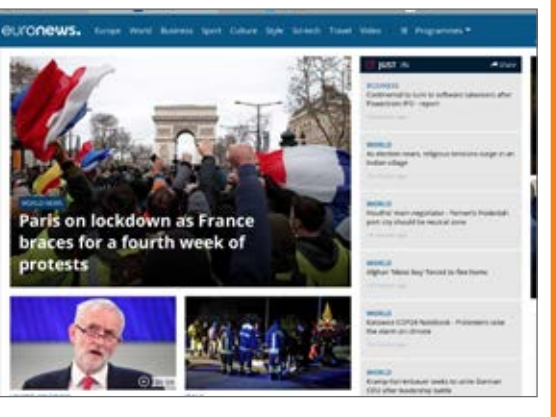 euronews.
Europe World Business Sport Culture Style Sci-tech Travel Video Programmes
WORLD NEWS
Paris on lockdown as France
braces for a fourth week of
protests
JUST IN
Share
BUSINESS
Continental to turn to software takeovers after
Powertrain IPO - report
WORLD
As election nears, religious tensions surge in an
Indian village
WORLD
Houthis' main negotiator - Yemen's Hodeidah
port city should be neutral zone
WORLD
Afghan 'Messi boy' forced to flee home
WORLD
Katowice COP24 Notebook - Protesters raise
the alarm on climate
WORLD
Kramp-Karrenbauer seeks to unite German
CDU after leadership battle